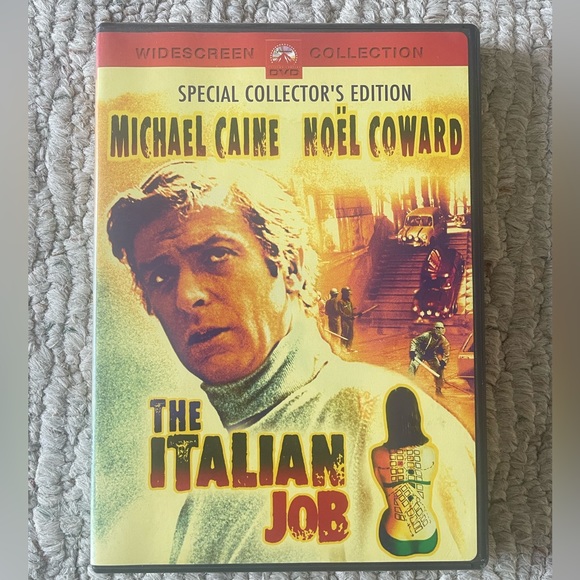 WIDESCREEN DVD COLLECTION
SPECIAL COLLECTOR'S EDITION
MICHAEL CAINE NOËL COWARD
THE
ITALIAN
JOB